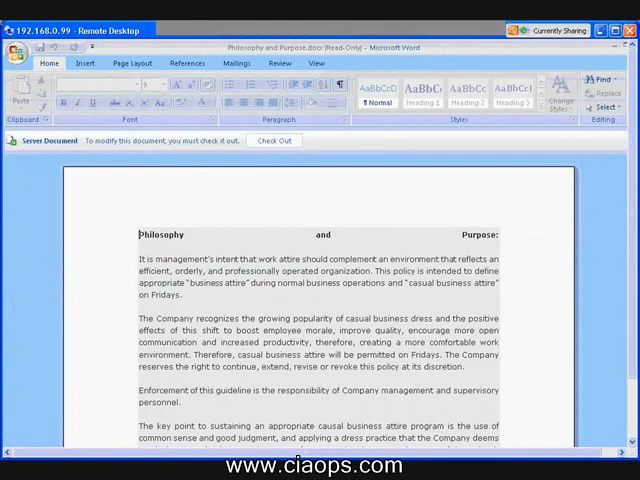 192.168.0.99 - Remote Desktop
Currently Sharing
Philosophy and Purpose.docx [Read-Only] - Microsoft Word
Home Insert Page Layout References Mailings Review View
Paste
9
B I U
AaBbCcD AaBbC AaBbCc AaBbCcI
¶ Normal Heading 1 Heading 2 Heading 3
Change Styles
Find
Replace
Select
Clipboard Font Paragraph Styles Editing
Server Document To modify this document, you must check it out. Check Out
Philosophy and Purpose:
It is management's intent that work attire should complement an environment that reflects an
efficient, orderly, and professionally operated organization. This policy is intended to define
appropriate "business attire" during normal business operations and "casual business attire"
on Fridays.
The Company recognizes the growing popularity of casual business dress and the positive
effects of this shift to boost employee morale, improve quality, encourage more open
communication and increased productivity, therefore, creating a more comfortable work
environment. Therefore, casual business attire will be permitted on Fridays. The Company
reserves the right to continue, extend, revise or revoke this policy at its discretion.
Enforcement of this guideline is the responsibility of Company management and supervisory
personnel.
The key point to sustaining an appropriate causal business attire program is the use of
common sense and good judgment, and applying a dress practice that the Company deems
www.ciaops.com